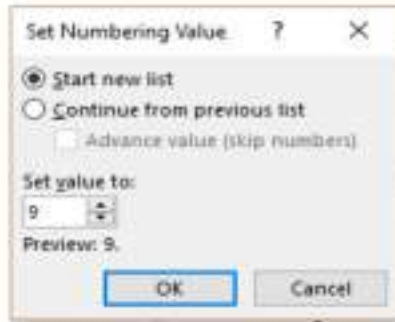 Set Numbering Value ?
Start new list
Continue from previous list
Advance value (skip numbers)
Set value to:
9
Preview: 9.
OK Cancel